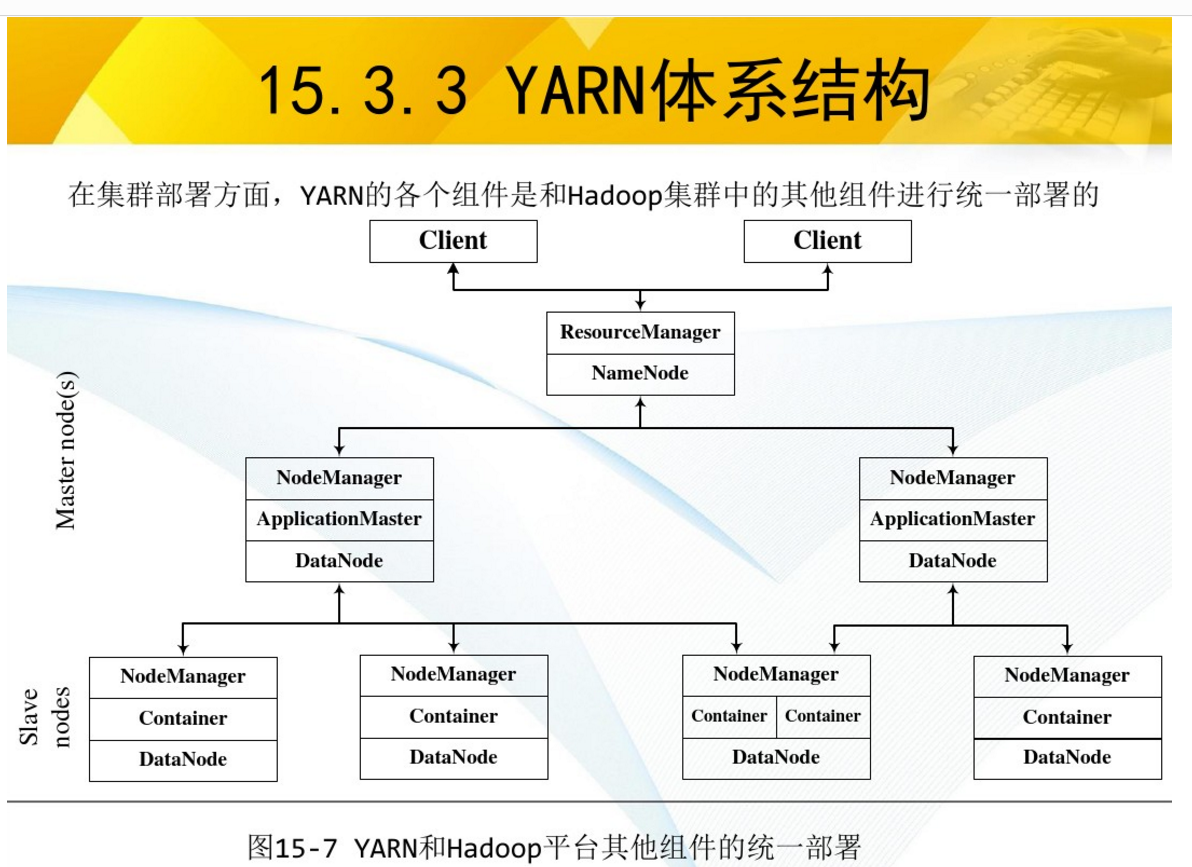 15.3.3 YARN体系结构
在集群部署方面，YARN的各个组件是和Hadoop集群中的其他组件进行统一部署的
Client
Client
ResourceManager
NameNode
Master node(s)
NodeManager
ApplicationMaster
DataNode
NodeManager
ApplicationMaster
DataNode
Slave
nodes
NodeManager
Container
DataNode
NodeManager
Container
DataNode
NodeManager
Container Container
DataNode
NodeManager
Container
DataNode
图15-7 YARN和Hadoop平台其他组件的统一部署